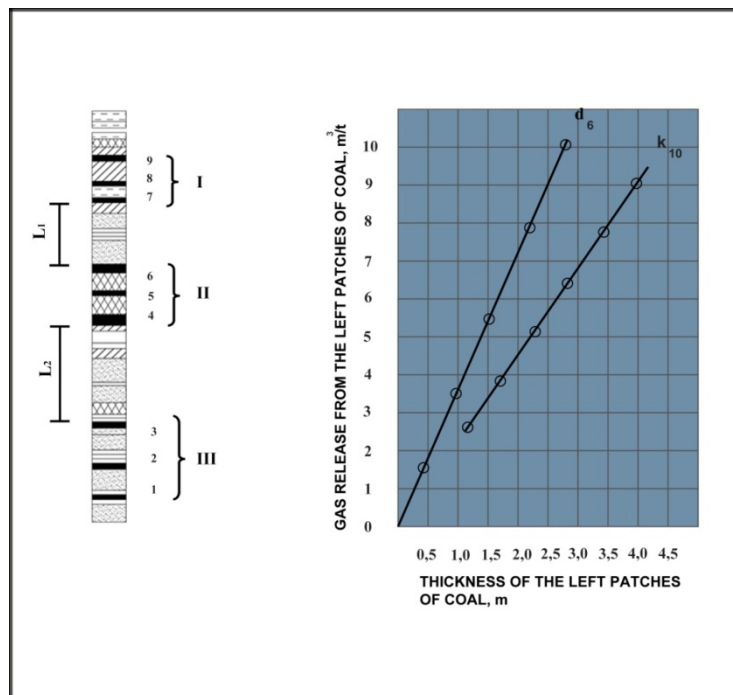 9
8
7
I
L1
6
5
4
II
L2
3
2
1
III
GAS RELEASE FROM THE LEFT PATCHES OF COAL, m³/t
d6
k10
10
9
8
7
6
5
4
3
2
1
0
0,5 1,0 1,5 2,0 2,5 3,0 3,5 4,0 4,5
THICKNESS OF THE LEFT PATCHES
OF COAL, m